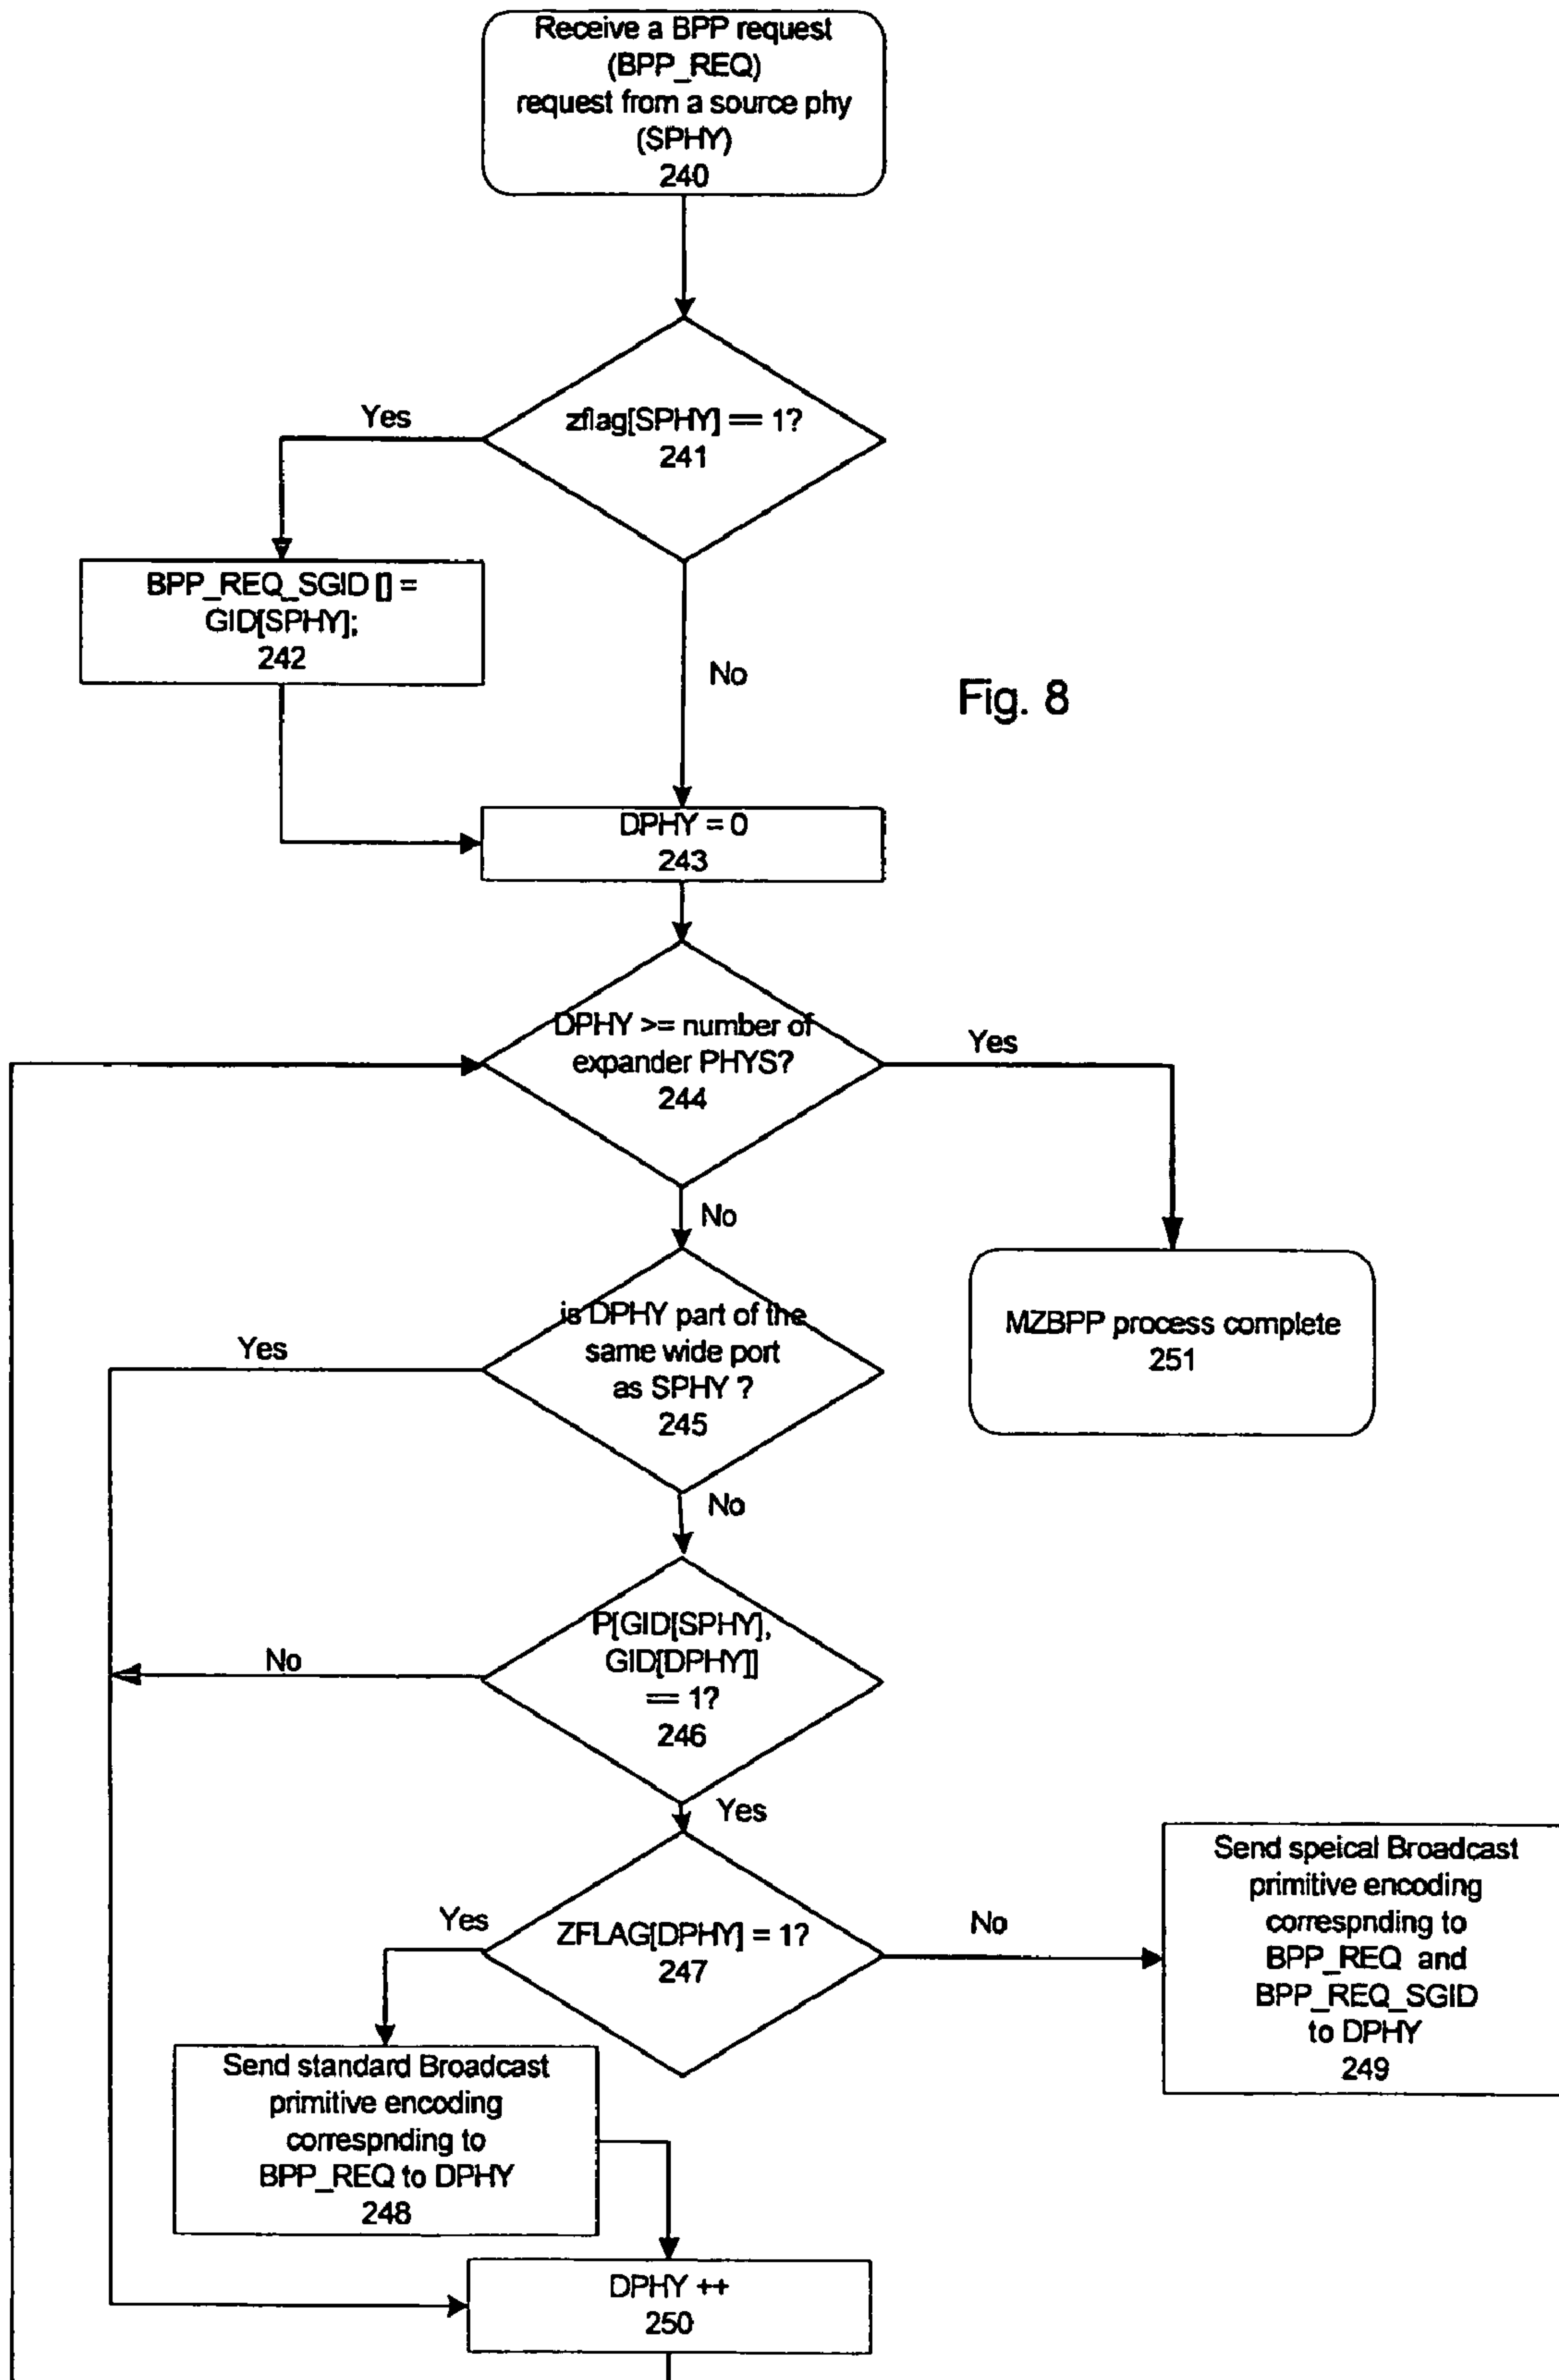 Receive a BPP request
(BPP_REQ)
request from a source phy
(SPHY)
240
zflag[SPHY] == 1?
241
Yes
BPP_REQ_SGID [] =
GID[SPHY];
242
No
Fig. 8
DPHY = 0
243
DPHY >= number of
expander PHYS?
244
Yes
No
is DPHY part of the
same wide port
as SPHY ?
245
Yes
MZBPP process complete
251
No
P[GID[SPHY],
GID[DPHY]]
== 1?
246
No
Yes
ZFLAG[DPHY] = 1?
247
Yes
No
Send speical Broadcast
primitive encoding
correspnding to
BPP_REQ and
BPP_REQ_SGID
to DPHY
249
Send standard Broadcast
primitive encoding
correspnding to
BPP_REQ to DPHY
248
DPHY ++
250